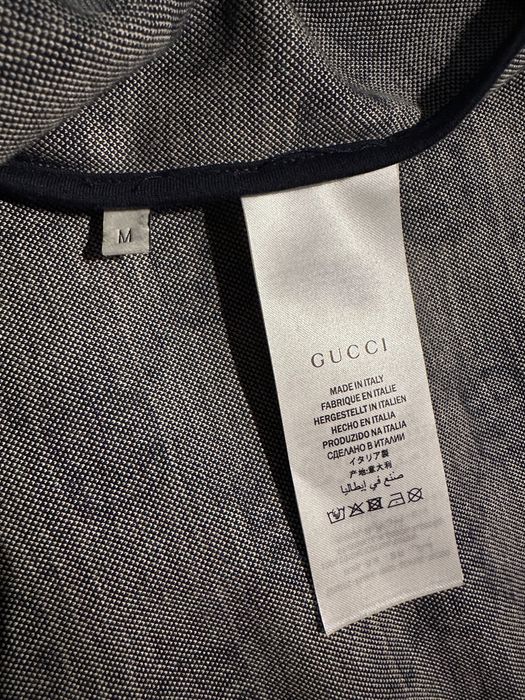 M
GUCCI
MADE IN ITALY
FABRIQUE EN ITALIE
HERGESTELLT IN ITALIEN
HECHO EN ITALIA
PRODUZIDO NA ITALIA
СДЕЛАНО В ИТАЛИИ
イタリア製
产地:意大利
صنع في إيطاليا